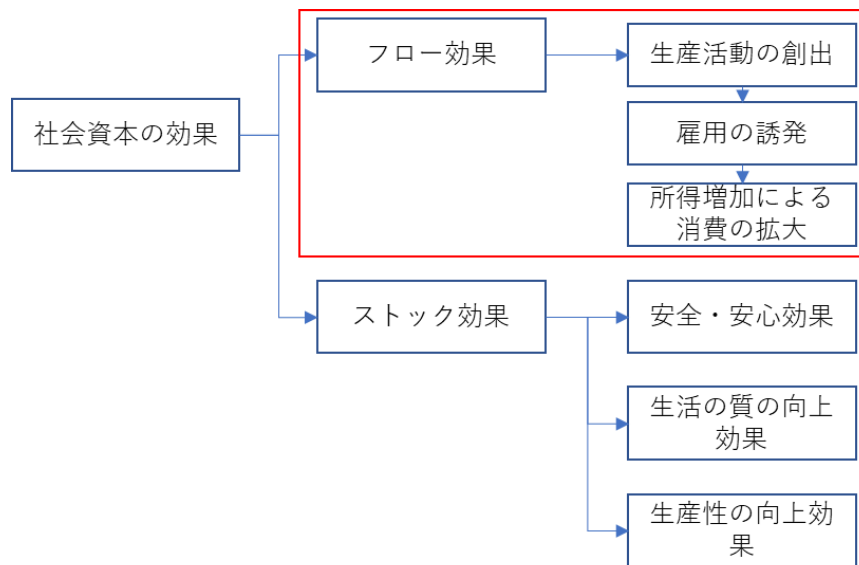 フロー効果
生産活動の創出
社会資本の効果
雇用の誘発
所得増加による
消費の拡大
ストック効果
安全・安心効果
生活の質の向上
効果
生産性の向上効
果